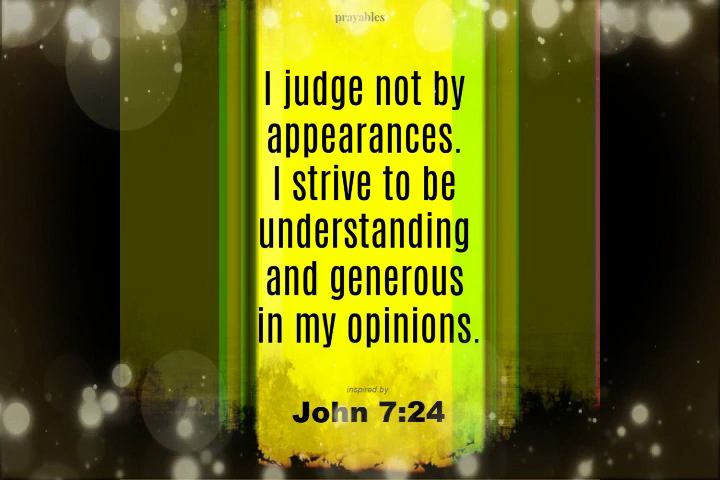 prayables
I judge not by
appearances.
I strive to be
understanding
and generous
in my opinions.
inspired by
John 7:24